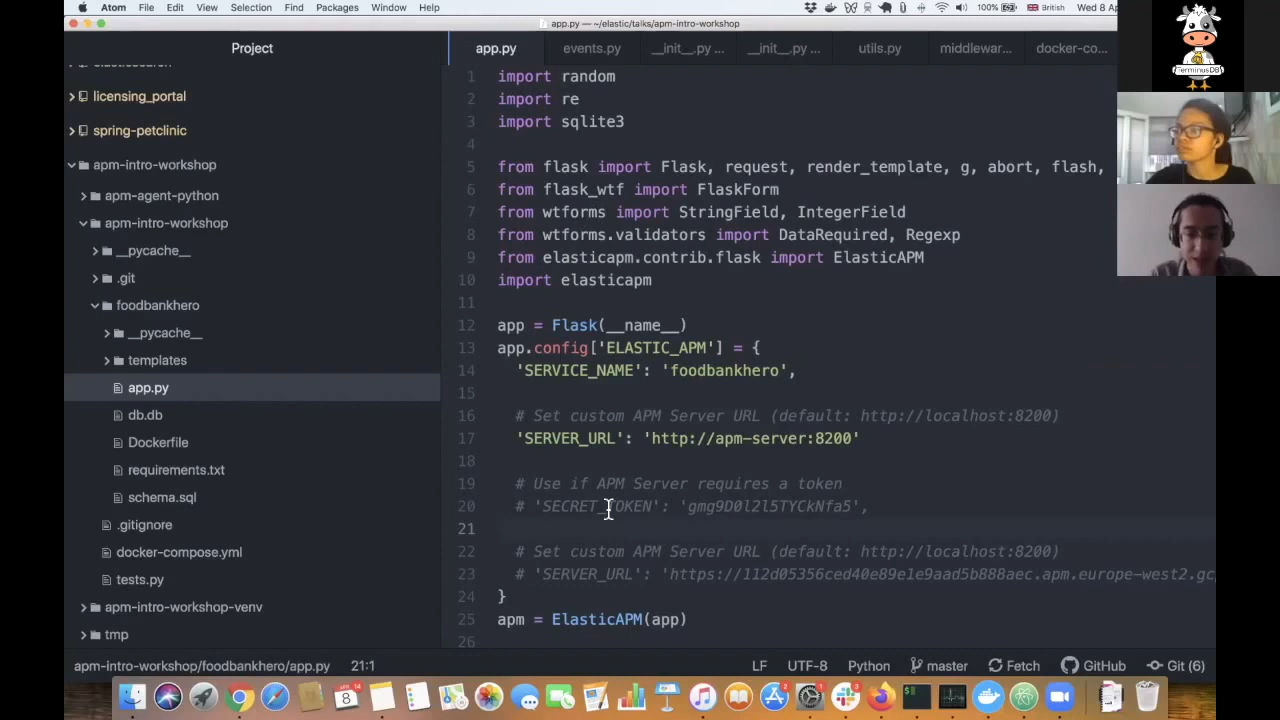 Atom File Edit View Selection Find Packages Window Help 100% British Wed 8 Ap
app.py — ~/elastic/talks/apm-intro-workshop
Project
app.py events.py __init__.py ... __init__.py ... utils.py middlewar... docker-co...
licensing_portal
spring-petclinic
apm-intro-workshop
apm-agent-python
apm-intro-workshop
__pycache__
.git
foodbankhero
__pycache__
templates
app.py
db.db
Dockerfile
requirements.txt
schema.sql
.gitignore
docker-compose.yml
tests.py
apm-intro-workshop-venv
tmp
1 import random
2 import re
3 import sqlite3
4
5 from flask import Flask, request, render_template, g, abort, flash,
6 from flask_wtf import FlaskForm
7 from wtforms import StringField, IntegerField
8 from wtforms.validators import DataRequired, Regexp
9 from elasticapm.contrib.flask import ElasticAPM
10 import elasticapm
11
12 app = Flask(__name__)
13 app.config['ELASTIC_APM'] = {
14 'SERVICE_NAME': 'foodbankhero',
15
16 # Set custom APM Server URL (default: http://localhost:8200)
17 'SERVER_URL': 'http://apm-server:8200'
18
19 # Use if APM Server requires a token
20 # 'SECRET_TOKEN': 'gmg9D0l2l5TYCkNfa5',
21
22 # Set custom APM Server URL (default: http://localhost:8200)
23 # 'SERVER_URL': 'https://112d05356ced40e89e1e9aad5b888aec.apm.europe-west2.gc
24 }
25 apm = ElasticAPM(app)
26
apm-intro-workshop/foodbankhero/app.py 21:1 LF UTF-8 Python master Fetch GitHub Git (6)
TerminusDB
APR 14
8